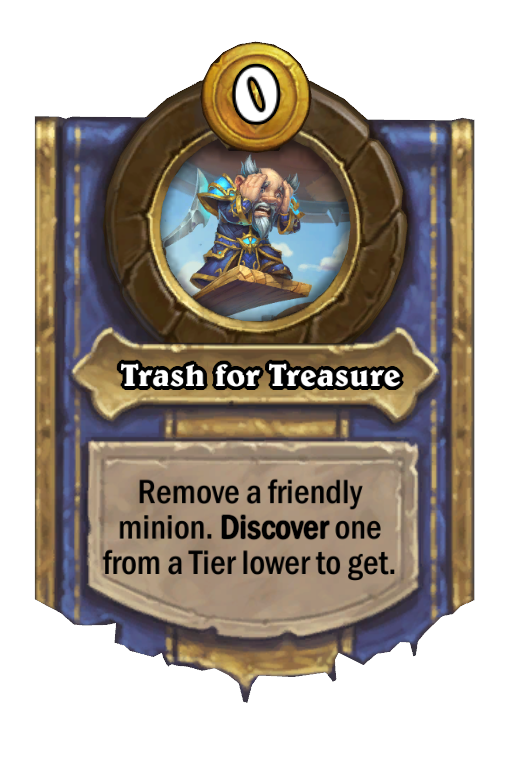 0
Trash for Treasure
Remove a friendly
minion. Discover one
from a Tier lower to get.